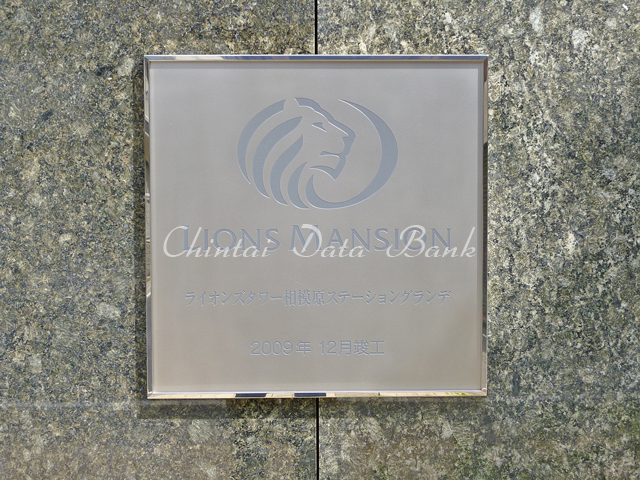 LIONS MANSION
Chintai Data Bank
ライオンズタワー相模原ステーショングランデ
2009年 12月竣工